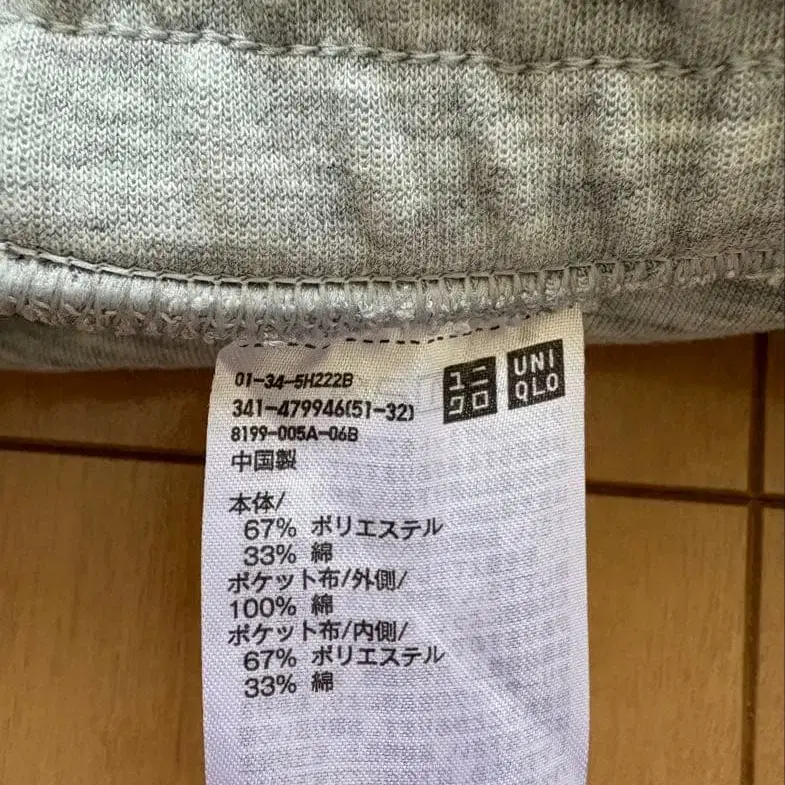 01-34-5H222B
341-479946(51-32)
8199-005A-06B
中国製
ユニ
クロ
UNI
QLO
本体/
67% ポリエステル
33% 綿
ポケット布/外側/
100% 綿
ポケット布/内側/
67% ポリエステル
33% 綿